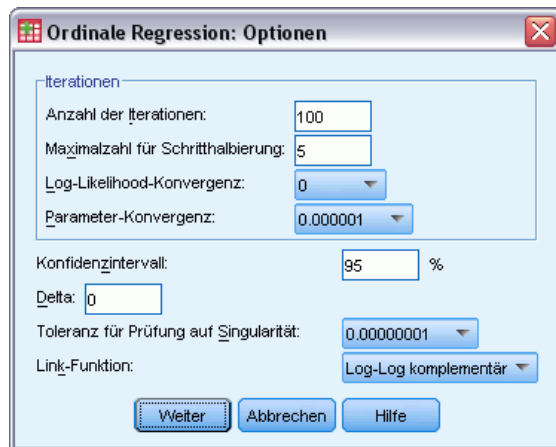 Ordinale Regression: Optionen
Iterationen
Anzahl der Iterationen: 100
Maximalzahl für Schritthalbierung: 5
Log-Likelihood-Konvergenz: 0
Parameter-Konvergenz: 0.000001
Konfidenzintervall: 95 %
Delta: 0
Toleranz für Prüfung auf Singularität: 0.00000001
Link-Funktion: Log-Log komplementär
Weiter Abbrechen Hilfe